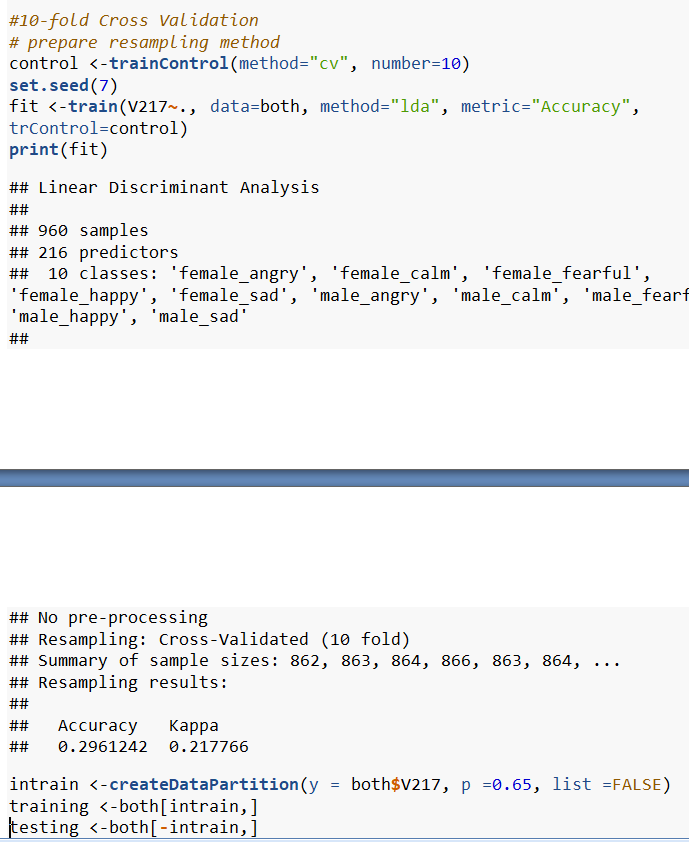 #10-fold Cross Validation
# prepare resampling method
control <-trainControl(method="cv", number=10)
set.seed(7)
fit <-train(V217~., data=both, method="lda", metric="Accuracy",
trControl=control)
print(fit)
## Linear Discriminant Analysis
##
## 960 samples
## 216 predictors
##  10 classes: 'female_angry', 'female_calm', 'female_fearful',
'female_happy', 'female_sad', 'male_angry', 'male_calm', 'male_fearf
'male_happy', 'male_sad'
##
## No pre-processing
## Resampling: Cross-Validated (10 fold)
## Summary of sample sizes: 862, 863, 864, 866, 863, 864, ...
## Resampling results:
##
##   Accuracy   Kappa
##   0.2961242  0.217766
intrain <-createDataPartition(y = both$V217, p =0.65, list =FALSE)
training <-both[intrain,]
testing <-both[-intrain,]